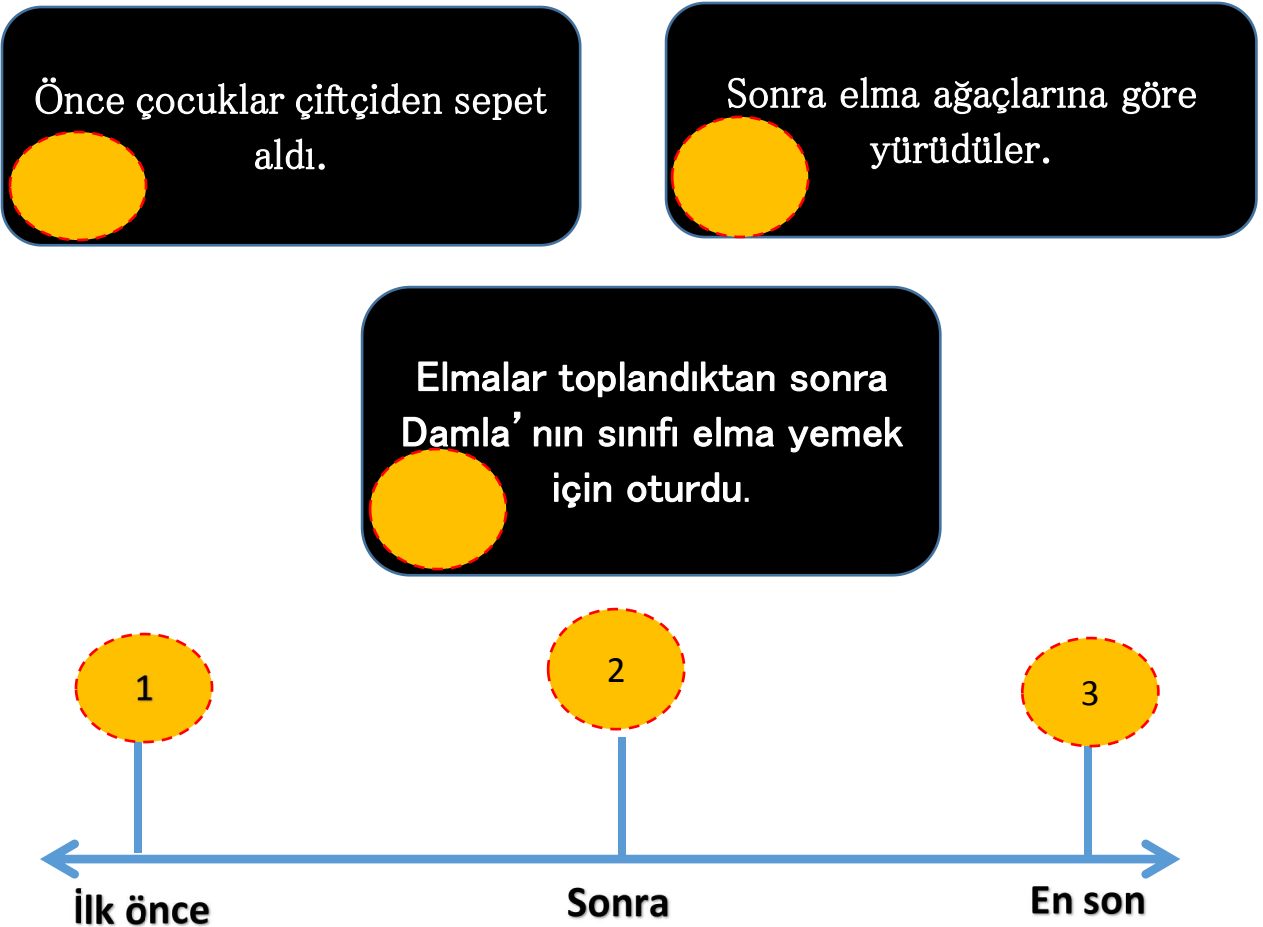 Önce çocuklar çiftçiden sepet
aldı.
Sonra elma ağaçlarına göre
yürüdüler.
Elmalar toplandıktan sonra
Damla’nın sınıfı elma yemek
için oturdu.
1
2
3
İlk önce
Sonra
En son